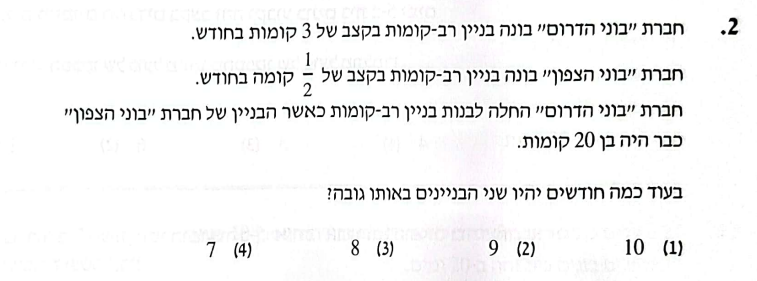 .2 חברת "בוני הדרום" בונה בניין רב-קומות בקצב של 3 קומות בחודש.
חברת "בוני הצפון" בונה בניין רב-קומות בקצב של 1/2 קומה בחודש.
חברת "בוני הדרום" החלה לבנות בניין רב-קומות כאשר הבניין של חברת "בוני הצפון"
כבר היה בן 20 קומות.
בעוד כמה חודשים יהיו שני הבניינים באותו גובה?
(1) 10 (2) 9 (3) 8 (4) 7